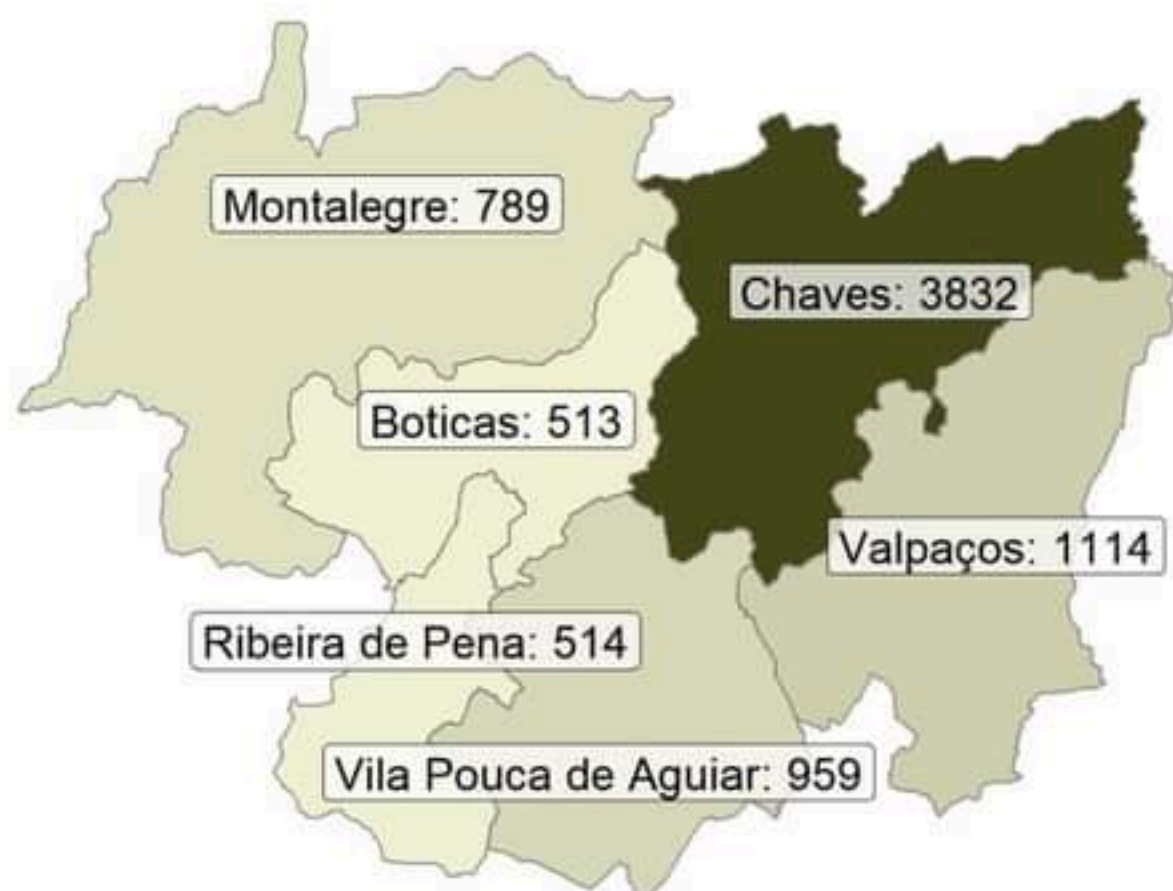 Montalegre: 789
Chaves: 3832
Boticas: 513
Valpaços: 1114
Ribeira de Pena: 514
Vila Pouca de Aguiar: 959